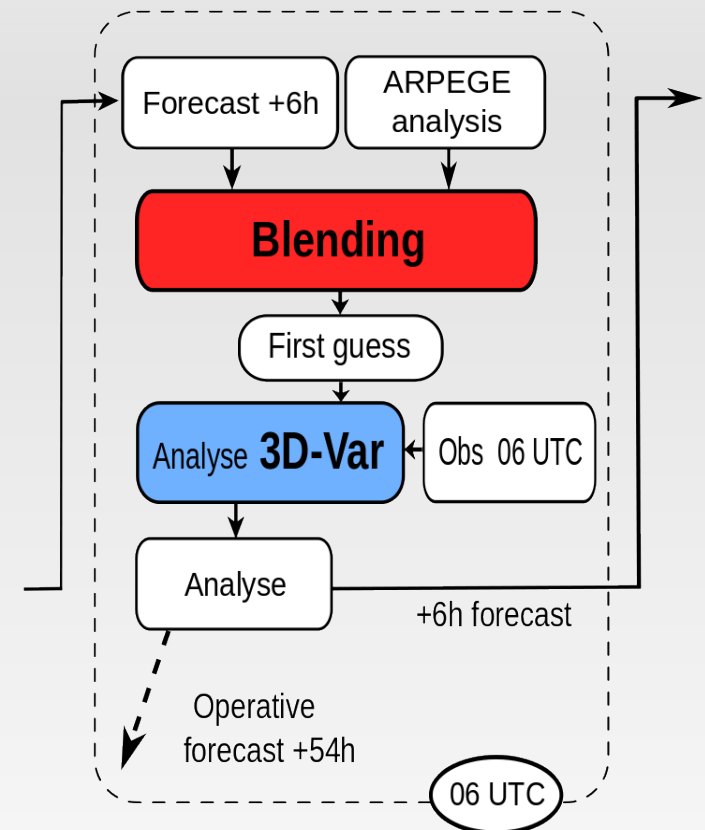 Forecast +6h
ARPEGE
analysis
Blending
First guess
Analyse 3D-Var
Obs 06 UTC
Analyse
+6h forecast
Operative
forecast +54h
06 UTC